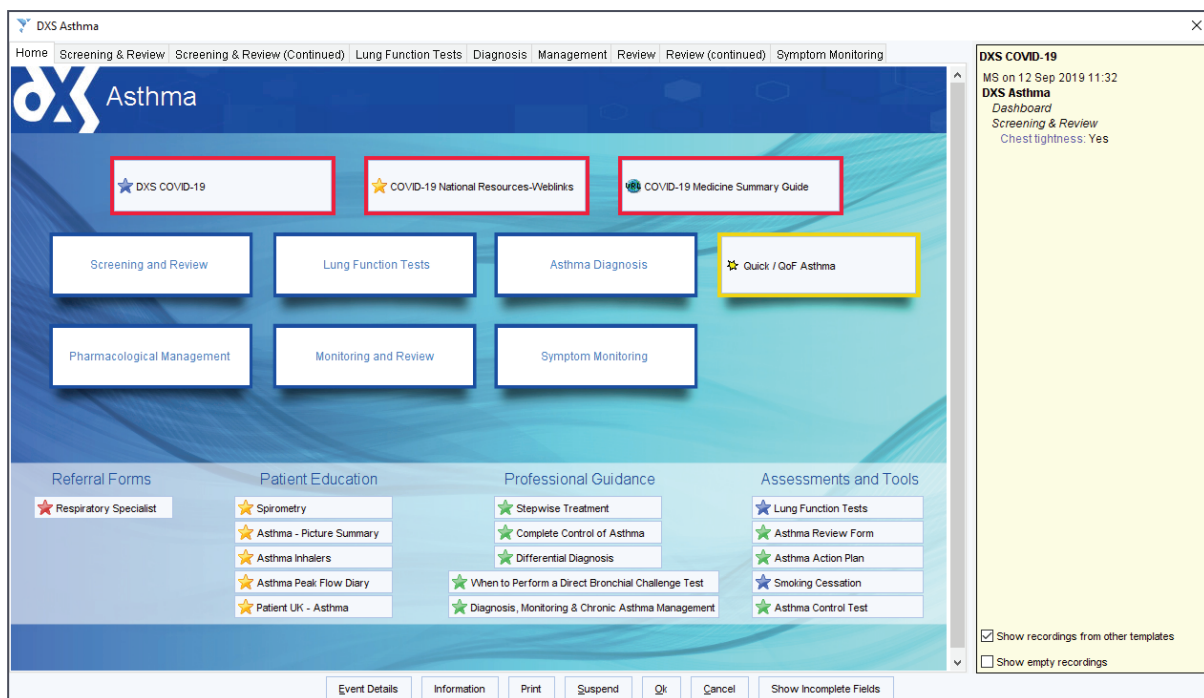 DXS Asthma
Home Screening & Review Screening & Review (Continued) Lung Function Tests Diagnosis Management Review Review (continued) Symptom Monitoring
dxs Asthma
DXS COVID-19 COVID-19 National Resources-Weblinks URL COVID-19 Medicine Summary Guide
Screening and Review Lung Function Tests Asthma Diagnosis Quick / QoF Asthma
Pharmacological Management Monitoring and Review Symptom Monitoring
Referral Forms
Respiratory Specialist
Patient Education
Spirometry
Asthma - Picture Summary
Asthma Inhalers
Asthma Peak Flow Diary
Patient UK - Asthma
Professional Guidance
Stepwise Treatment
Complete Control of Asthma
Differential Diagnosis
When to Perform a Direct Bronchial Challenge Test
Diagnosis, Monitoring & Chronic Asthma Management
Assessments and Tools
Lung Function Tests
Asthma Review Form
Asthma Action Plan
Smoking Cessation
Asthma Control Test
DXS COVID-19
MS on 12 Sep 2019 11:32
DXS Asthma
Dashboard
Screening & Review
Chest tightness: Yes
Show recordings from other templates
Show empty recordings
Event Details Information Print Suspend Ok Cancel Show Incomplete Fields